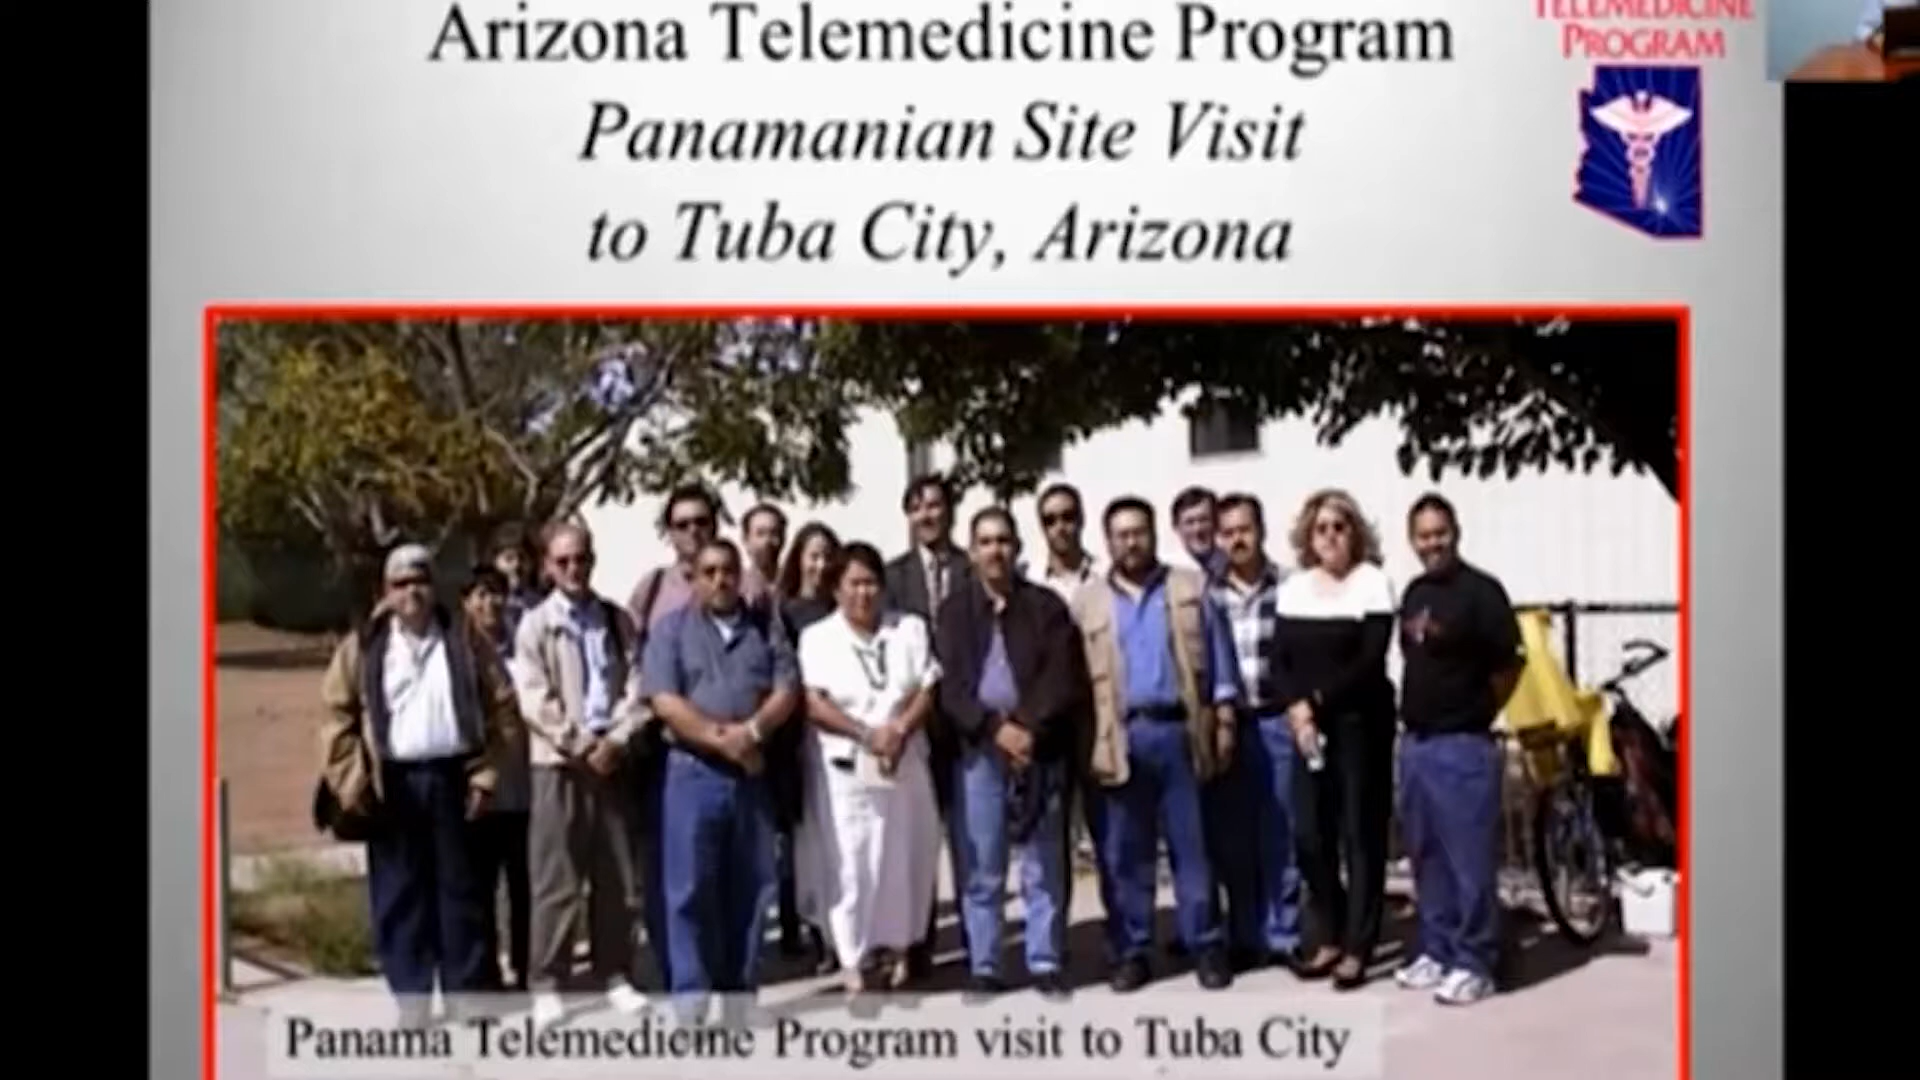 Arizona Telemedicine Program
Panamanian Site Visit
to Tuba City, Arizona
TELEMEDICINE
PROGRAM
Panama Telemedicine Program visit to Tuba City